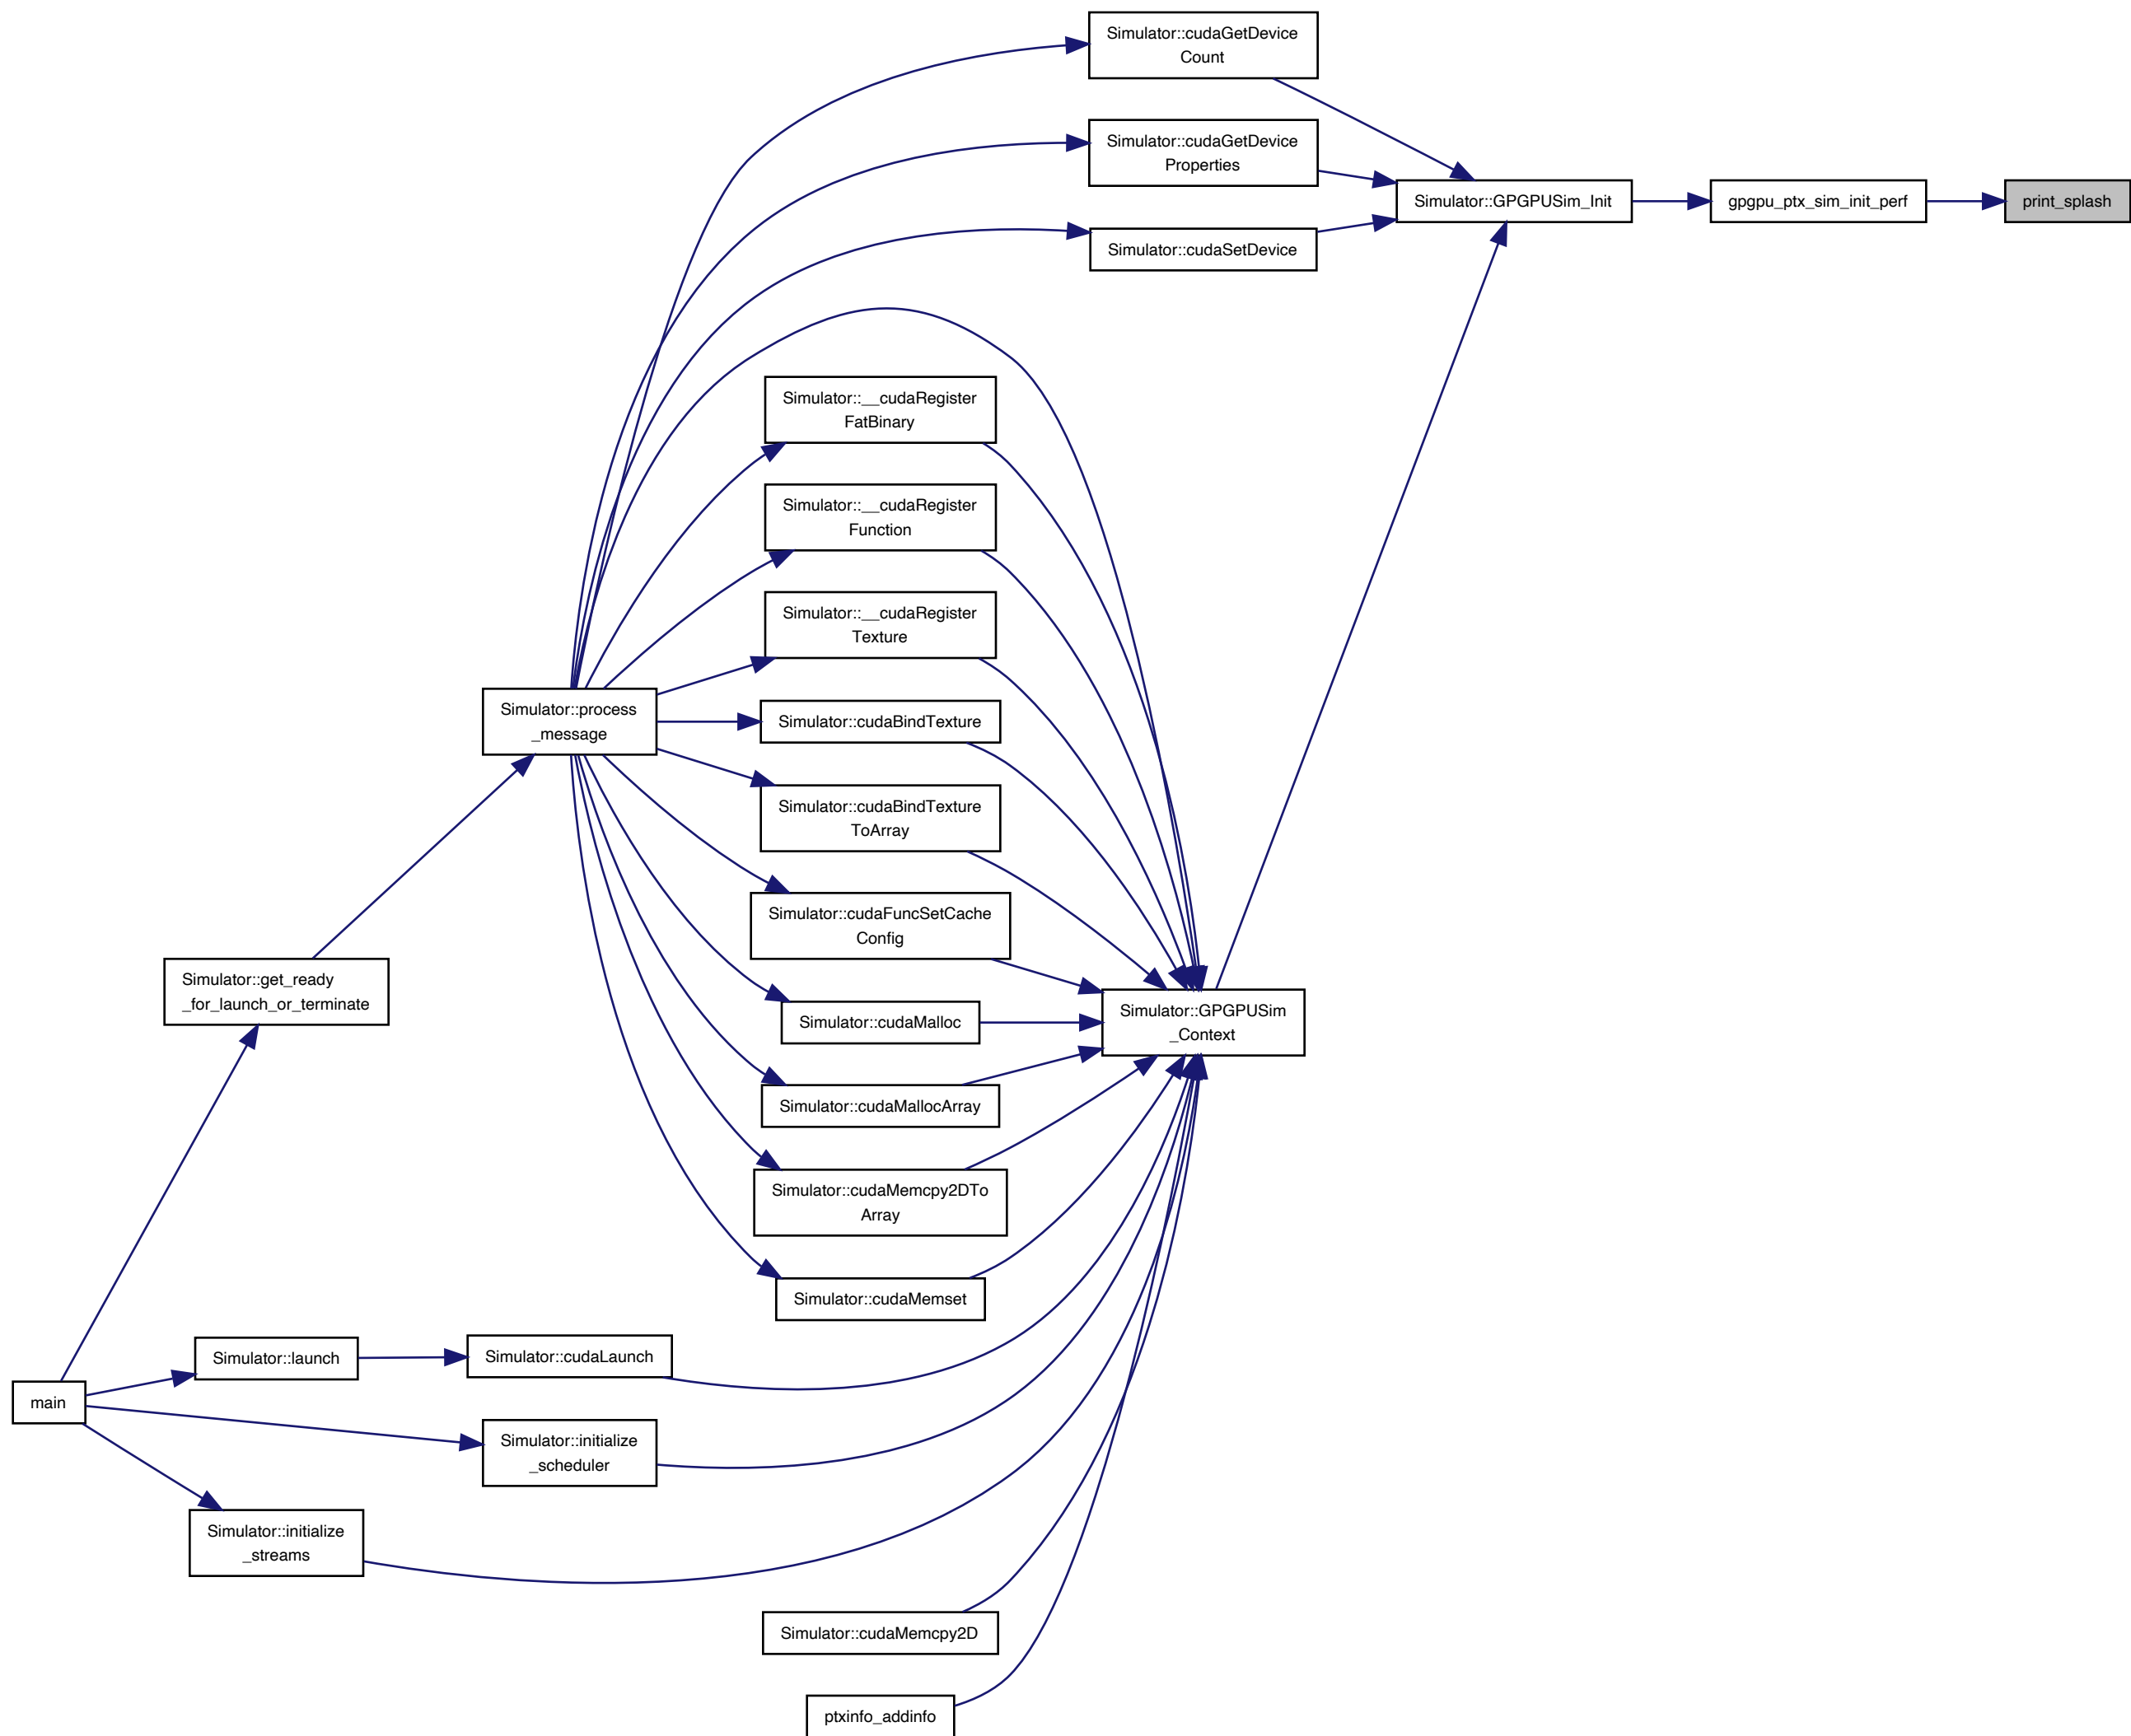 Simulator::cudaGetDevice
Count
Simulator::cudaGetDevice
Properties
Simulator::GPGPUSim_Init
gpgpu_ptx_sim_init_perf
print_splash
Simulator::cudaSetDevice
Simulator::__cudaRegister
FatBinary
Simulator::__cudaRegister
Function
Simulator::__cudaRegister
Texture
Simulator::process
_message
Simulator::cudaBindTexture
Simulator::cudaBindTexture
ToArray
Simulator::cudaFuncSetCache
Config
Simulator::get_ready
_for_launch_or_terminate
Simulator::cudaMalloc
Simulator::GPGPUSim
_Context
Simulator::cudaMallocArray
Simulator::cudaMemcpy2DTo
Array
Simulator::cudaMemset
Simulator::launch
Simulator::cudaLaunch
main
Simulator::initialize
_scheduler
Simulator::initialize
_streams
Simulator::cudaMemcpy2D
ptxinfo_addinfo